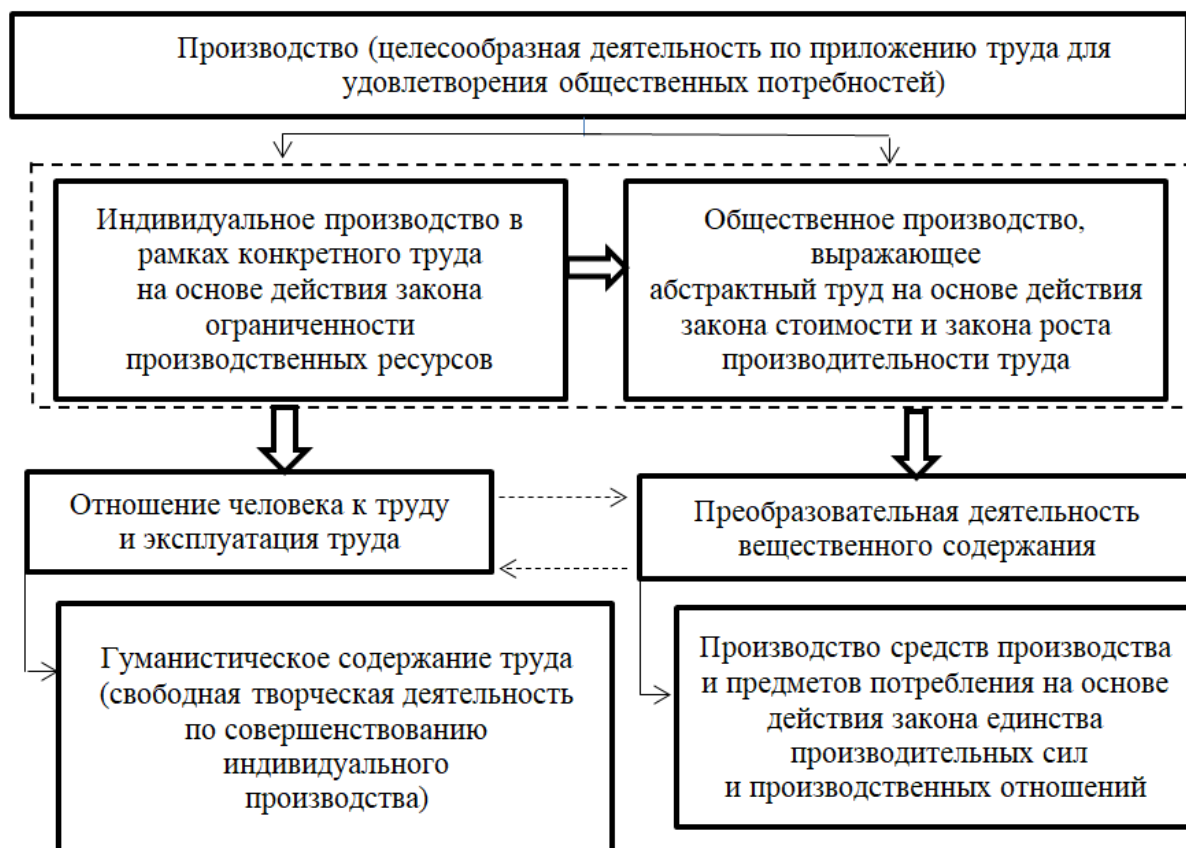 Производство (целесообразная деятельность по приложению труда для
удовлетворения общественных потребностей)
Индивидуальное производство в
рамках конкретного труда
на основе действия закона
ограниченности
производственных ресурсов
Общественное производство,
выражающее
абстрактный труд на основе действия
закона стоимости и закона роста
производительности труда
Отношение человека к труду
и эксплуатация труда
Преобразовательная деятельность
вещественного содержания
Гуманистическое содержание труда
(свободная творческая деятельность
по совершенствованию
индивидуального
производства)
Производство средств производства
и предметов потребления на основе
действия закона единства
производительных сил
и производственных отношений